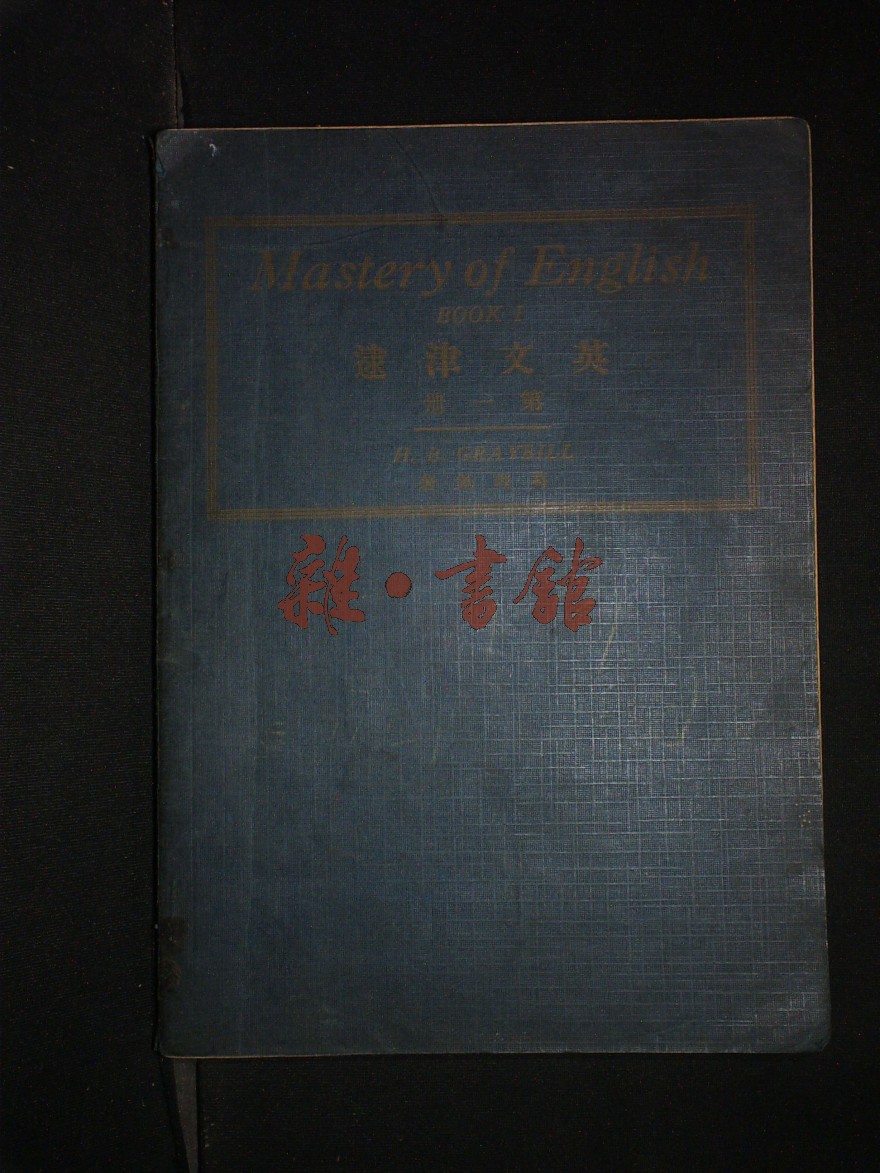 Mastery of English
BOOK I
英文津逮
第一冊
H. B. GRAYBILL
雜·書館